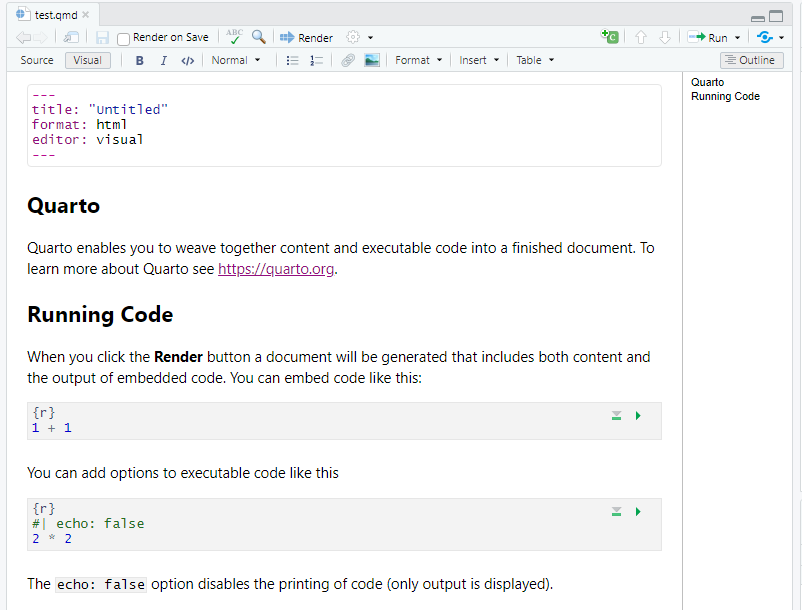 test.qmd
Render on Save
ABC
Render
Run
Source Visual B I </> Normal Format Insert Table Outline
---
title: "Untitled"
format: html
editor: visual
---
Quarto
Running Code
Quarto
Quarto enables you to weave together content and executable code into a finished document. To
learn more about Quarto see https://quarto.org.
Running Code
When you click the Render button a document will be generated that includes both content and
the output of embedded code. You can embed code like this:
{r}
1 + 1
You can add options to executable code like this
{r}
#| echo: false
2 * 2
The echo: false option disables the printing of code (only output is displayed).